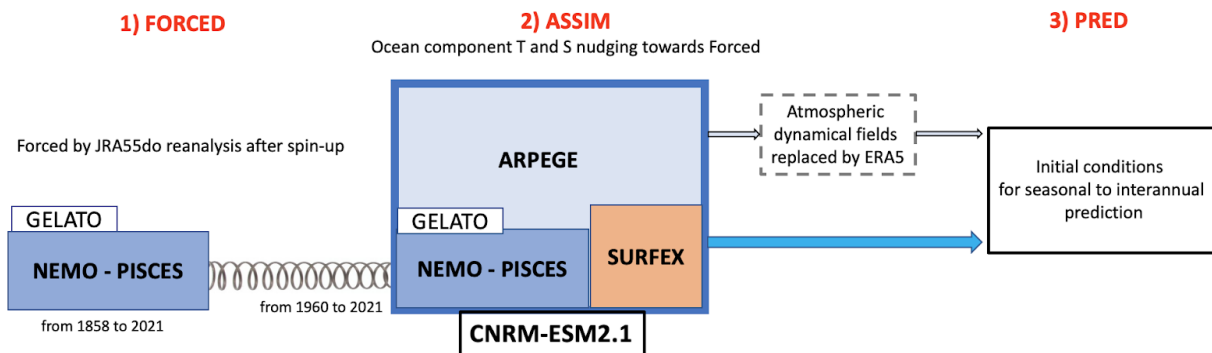 1) FORCED
2) ASSIM
3) PRED
Ocean component T and S nudging towards Forced
Forced by JRA55do reanalysis after spin-up
GELATO
NEMO - PISCES
from 1858 to 2021
from 1960 to 2021
ARPEGE
GELATO
NEMO - PISCES
SURFEX
CNRM-ESM2.1
Atmospheric
dynamical fields
replaced by ERA5
Initial conditions
for seasonal to interannual
prediction